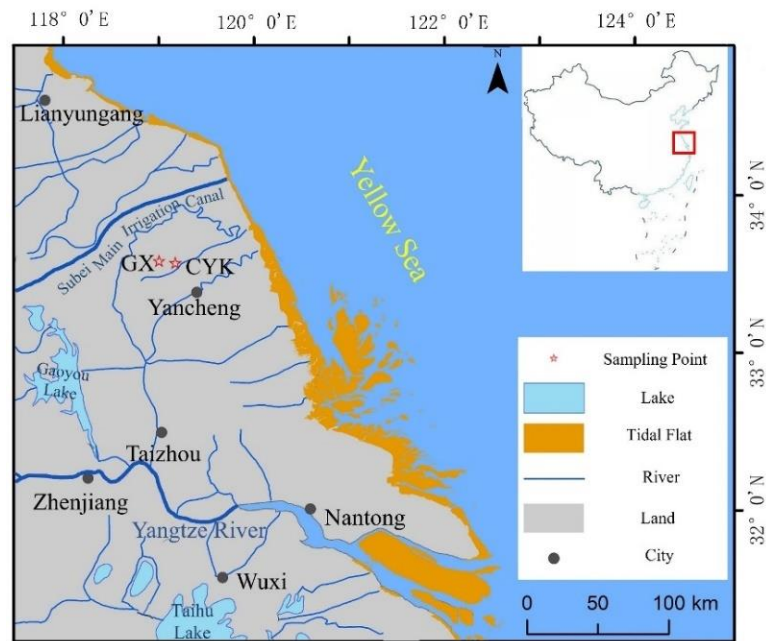 118° 0'E
120° 0'E
122° 0'E
124° 0'E
N
Lianyungang
Yellow Sea
34° 0'N
Subei Main Irrigation Canal
GX
CYK
Yancheng
33° 0'N
Gaoyou
Lake
Sampling Point
Lake
Taizhou
Tidal Flat
Zhenjiang
River
Yangtze River
Nantong
Land
32° 0'N
Wuxi
City
Taihu
Lake
0 50 100 km